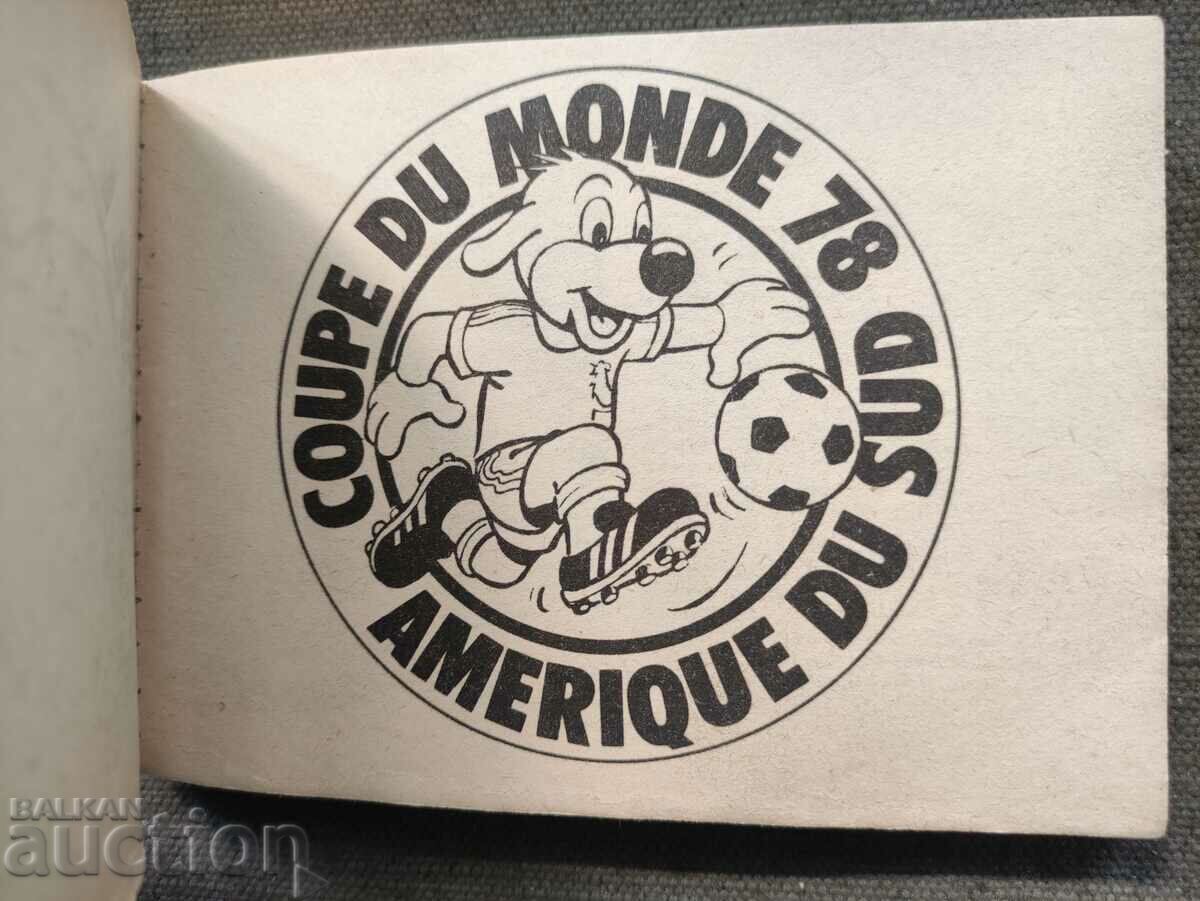 COUPE DU MONDE 78
AMERIQUE DU SUD
BALKAN
auction